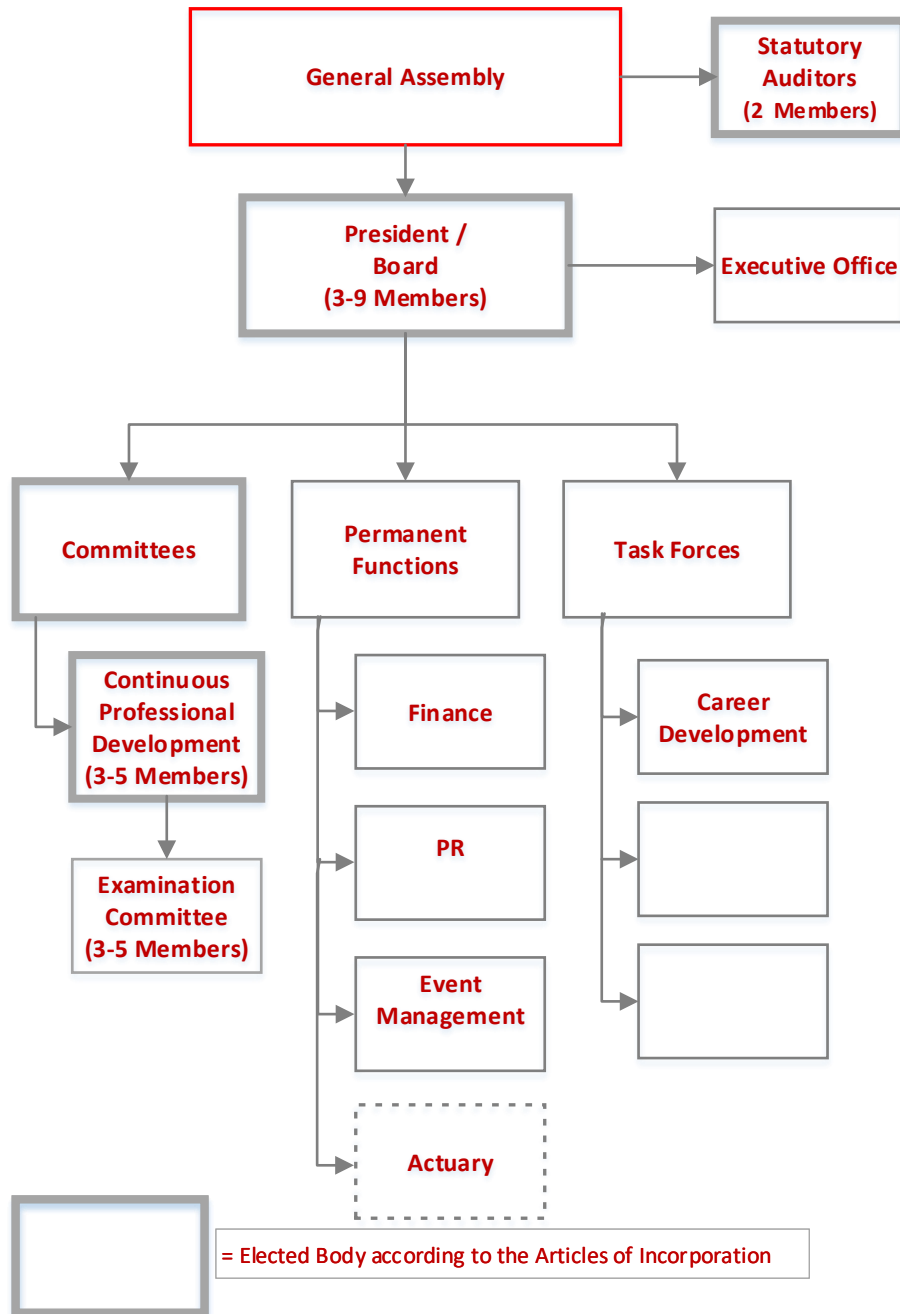 General Assembly
Statutory
Auditors
(2 Members)
President /
Board
(3-9 Members)
Executive Office
Committees
Permanent
Functions
Task Forces
Continuous
Professional
Development
(3-5 Members)
Finance
Career
Development
PR
Examination
Committee
(3-5 Members)
Event
Management
Actuary
= Elected Body according to the Articles of Incorporation